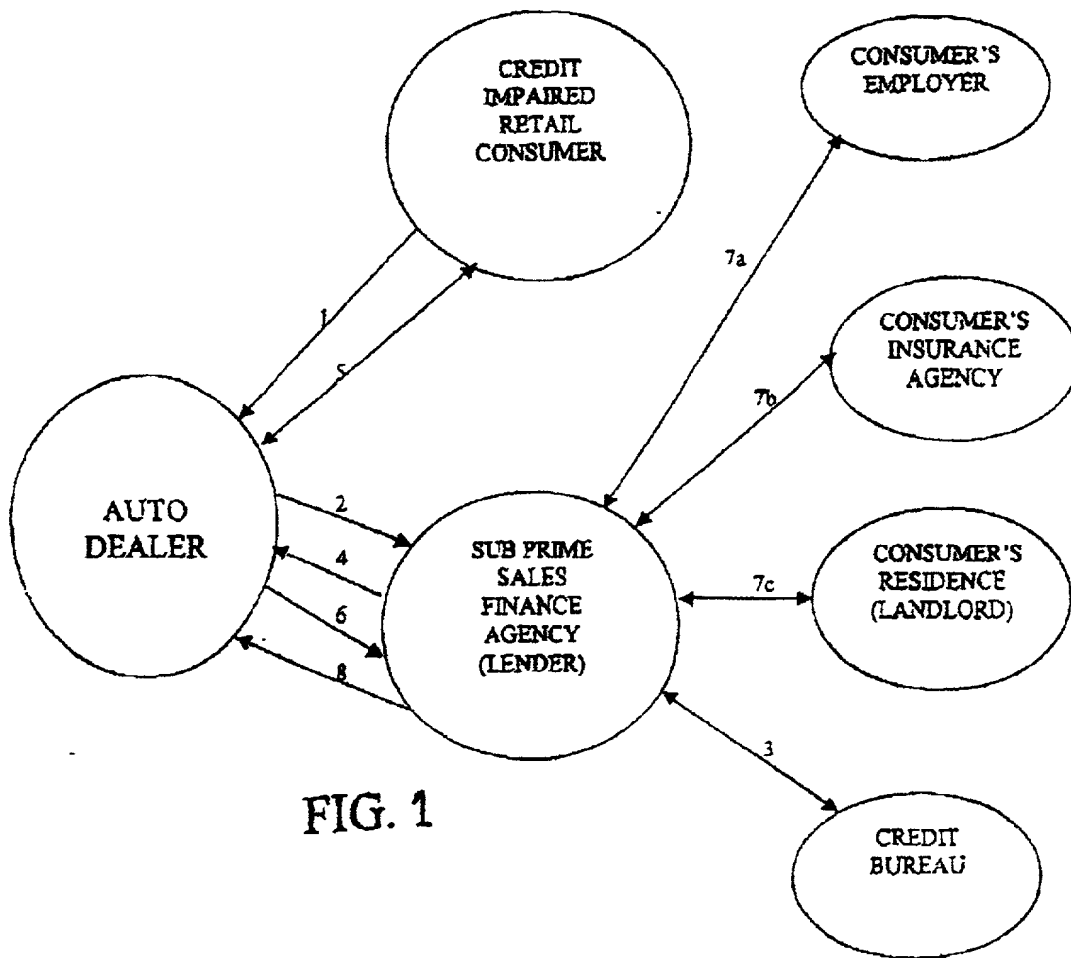 CREDIT
IMPAIRED
RETAIL
CONSUMER
CONSUMER'S
EMPLOYER
7a
1
5
CONSUMER'S
INSURANCE
AGENCY
7b
AUTO
DEALER
2
4
6
8
SUB PRIME
SALES
FINANCE
AGENCY
(LENDER)
7c
CONSUMER'S
RESIDENCE
(LANDLORD)
3
FIG. 1
CREDIT
BUREAU